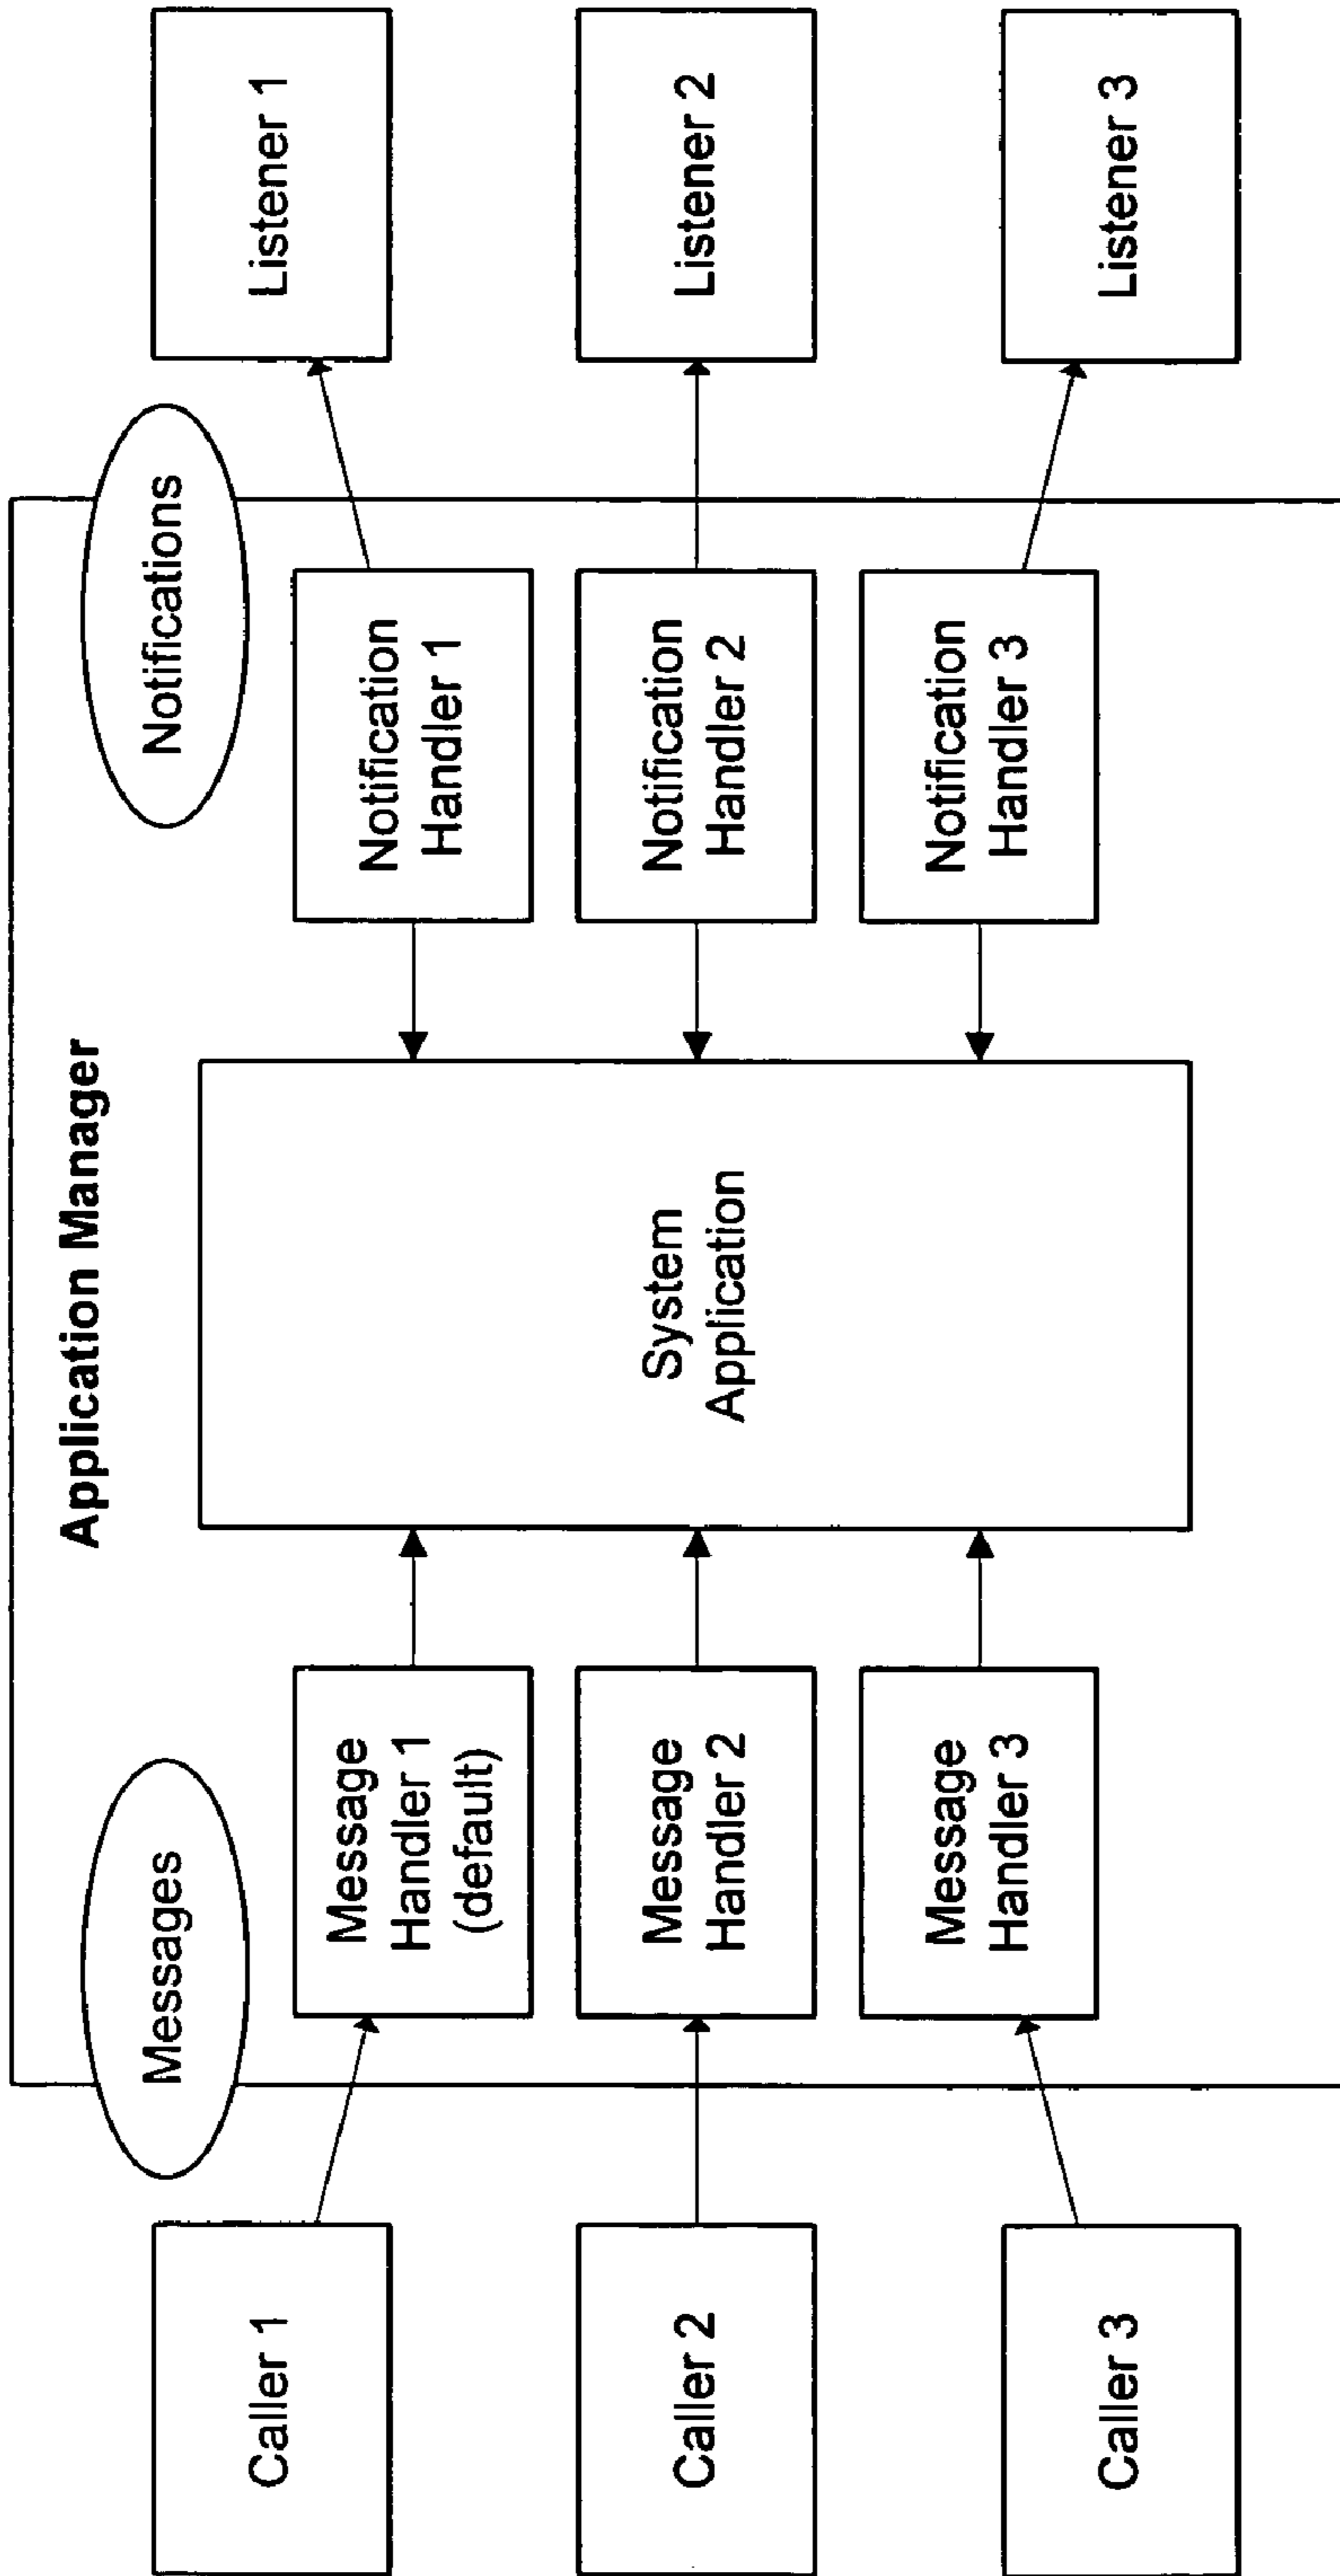 Application Manager
Messages
Notifications
Caller 1
Message
Handler 1
(default)
System
Application
Notification
Handler 1
Listener 1
Caller 2
Message
Handler 2
Notification
Handler 2
Listener 2
Caller 3
Message
Handler 3
Notification
Handler 3
Listener 3